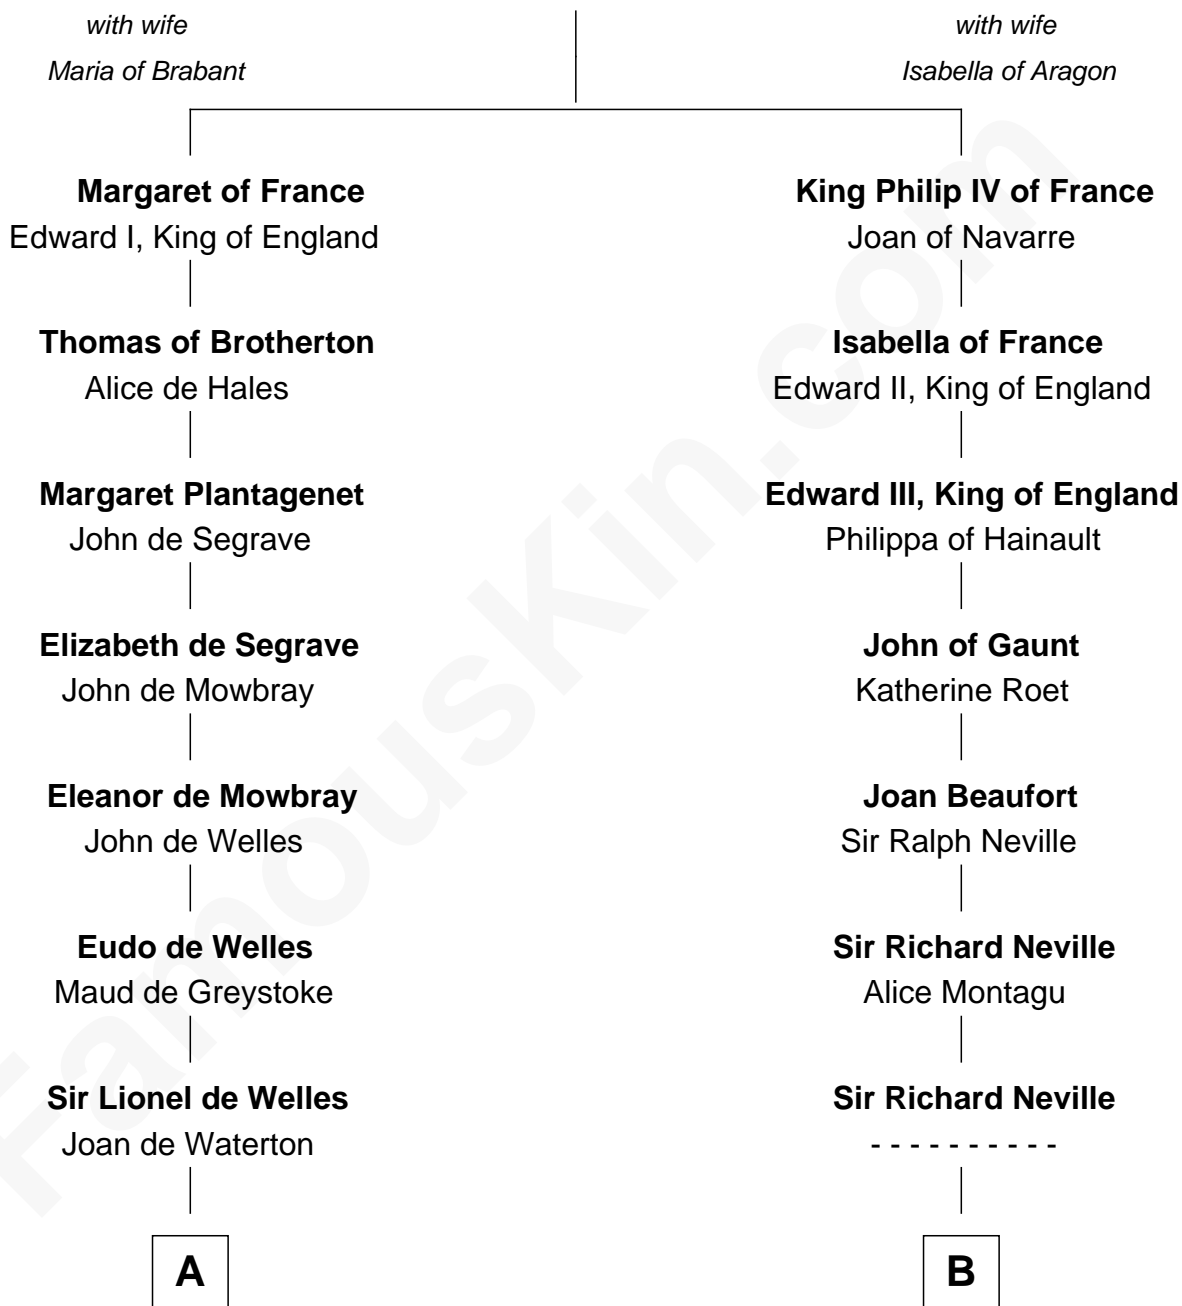 with wife
Maria of Brabant
with wife
Isabella of Aragon
Margaret of France
Edward I, King of England
King Philip IV of France
Joan of Navarre
Thomas of Brotherton
Alice de Hales
Isabella of France
Edward II, King of England
Margaret Plantagenet
John de Segrave
Edward III, King of England
Philippa of Hainault
Elizabeth de Segrave
John de Mowbray
John of Gaunt
Katherine Roet
Eleanor de Mowbray
John de Welles
Joan Beaufort
Sir Ralph Neville
Eudo de Welles
Maud de Greystoke
Sir Richard Neville
Alice Montagu
Sir Lionel de Welles
Joan de Waterton
Sir Richard Neville
- - - - - - - - - -
A
B
FamousKin.com